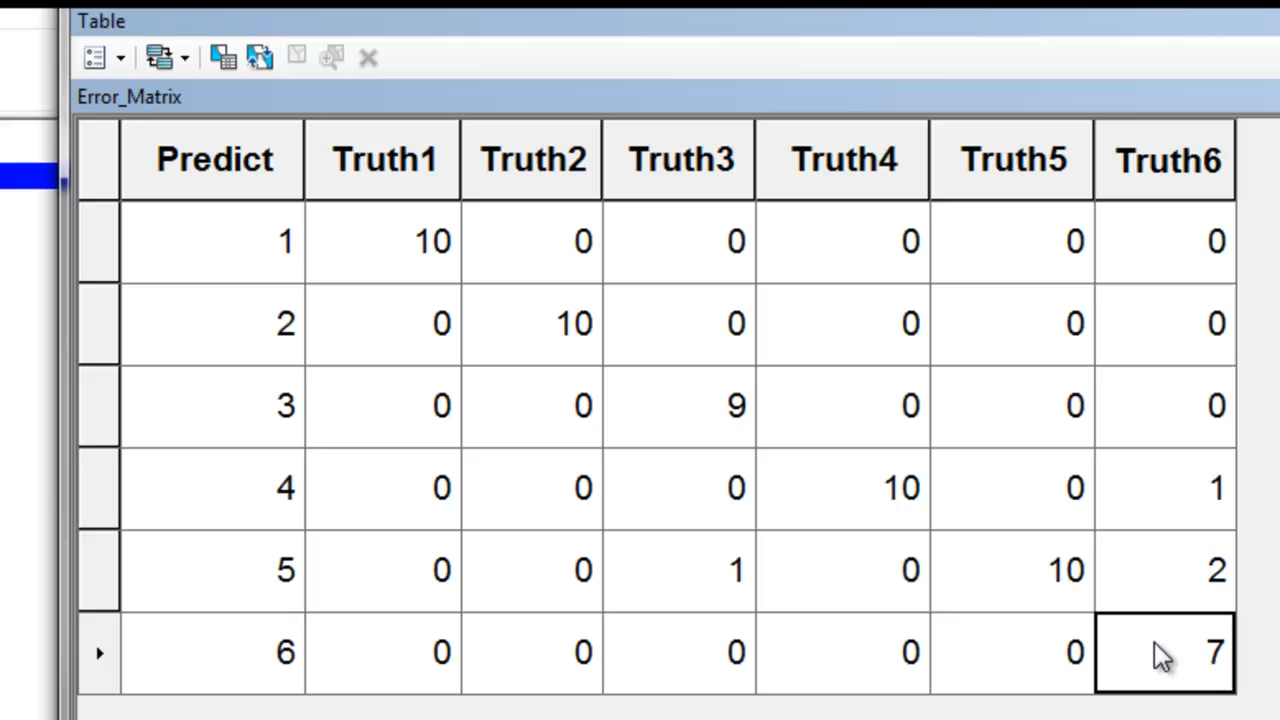 Table
Error_Matrix
Predict Truth1 Truth2 Truth3 Truth4 Truth5 Truth6
1 10 0 0 0 0 0
2 0 10 0 0 0 0
3 0 0 9 0 0 0
4 0 0 0 10 0 1
5 0 0 1 0 10 2
6 0 0 0 0 0 7